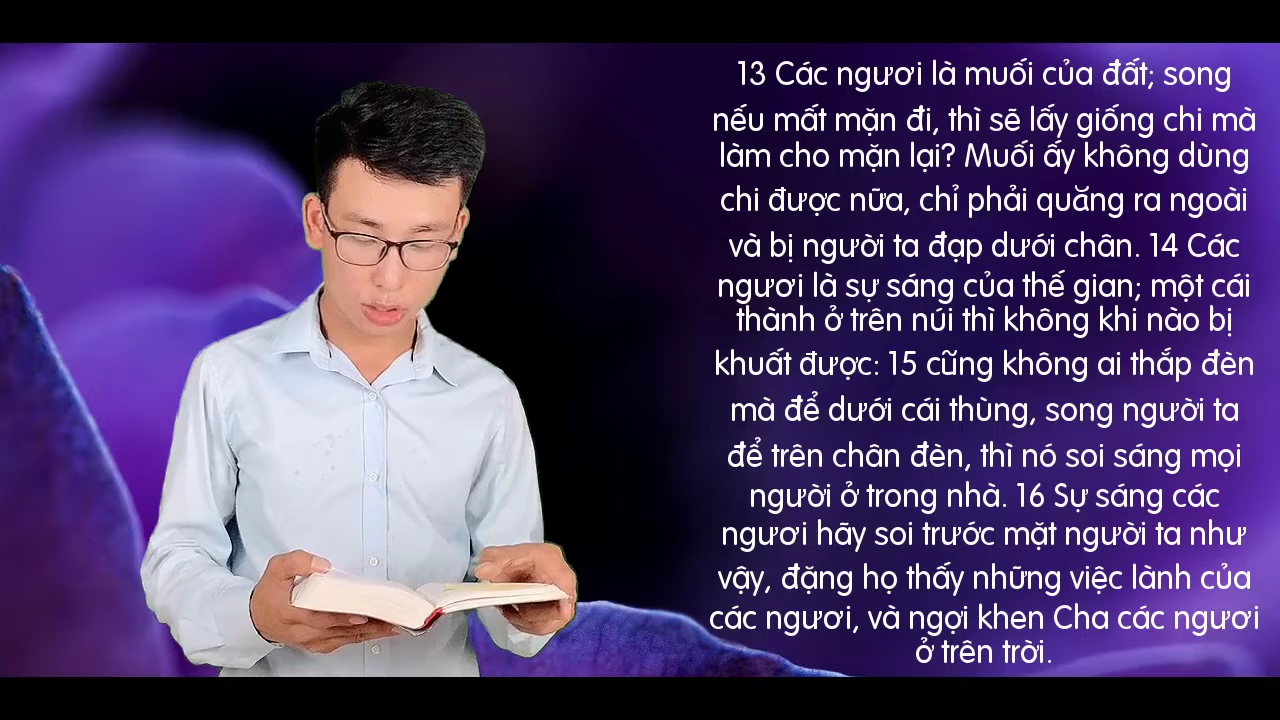 13 Các ngươi là muối của đất; song
nếu mất mặn đi, thì sẽ lấy giống chi mà
làm cho mặn lại? Muối ấy không dùng
chi được nữa, chỉ phải quăng ra ngoài
và bị người ta đạp dưới chân. 14 Các
ngươi là sự sáng của thế gian; một cái
thành ở trên núi thì không khi nào bị
khuất được: 15 cũng không ai thắp đèn
mà để dưới cái thùng, song người ta
để trên chân đèn, thì nó soi sáng mọi
người ở trong nhà. 16 Sự sáng các
ngươi hãy soi trước mặt người ta như
vậy, đặng họ thấy những việc lành của
các ngươi, và ngợi khen Cha các ngươi
ở trên trời.